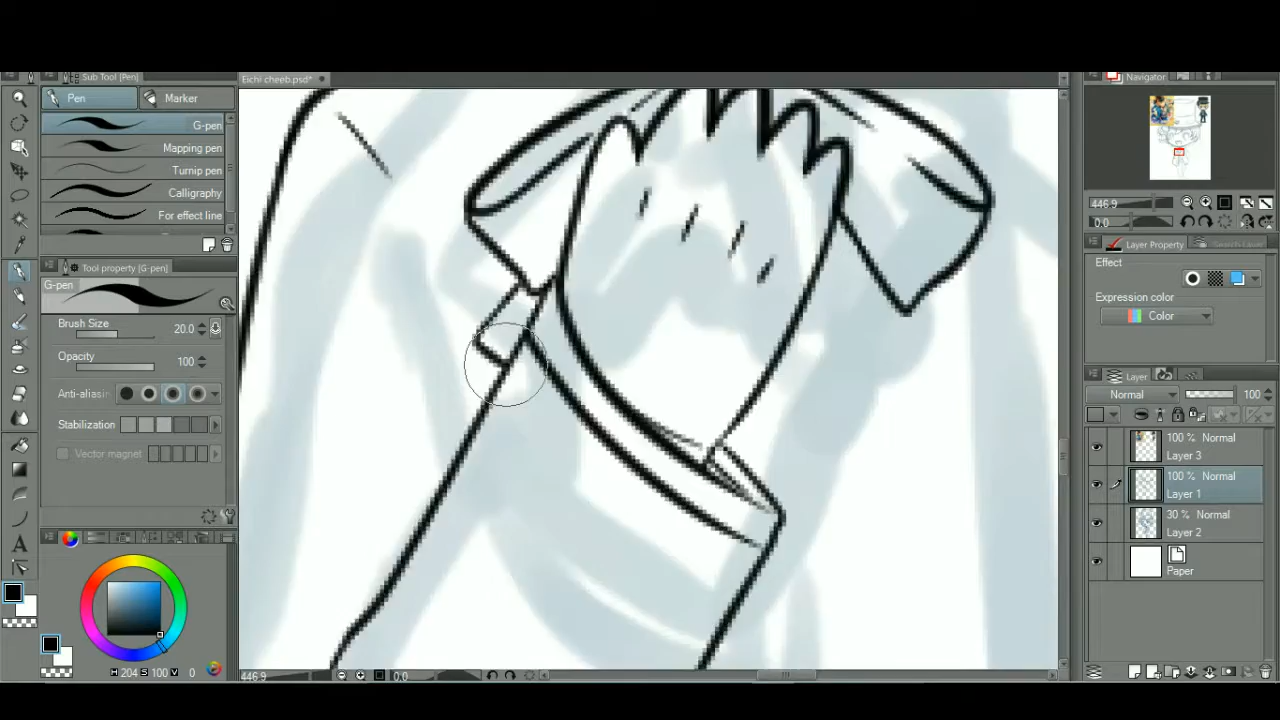 Sub Tool [Pen]
Eichi cheeb.psd*
Navigator
Pen
Marker
G-pen
Mapping pen
Turnip pen
Calligraphy
For effect line
446.9
0.0
Layer Property
Search Layer
Effect
Expression color
Color
Tool property [G-pen]
G-pen
Brush Size
20.0
Opacity
100
Anti-aliasin
Stabilization
Vector magnet
Layer
Normal
100
100 % Normal
Layer 3
100 % Normal
Layer 1
30 % Normal
Layer 2
Paper
A
H 204 S 100 V 0
446.9
0.0